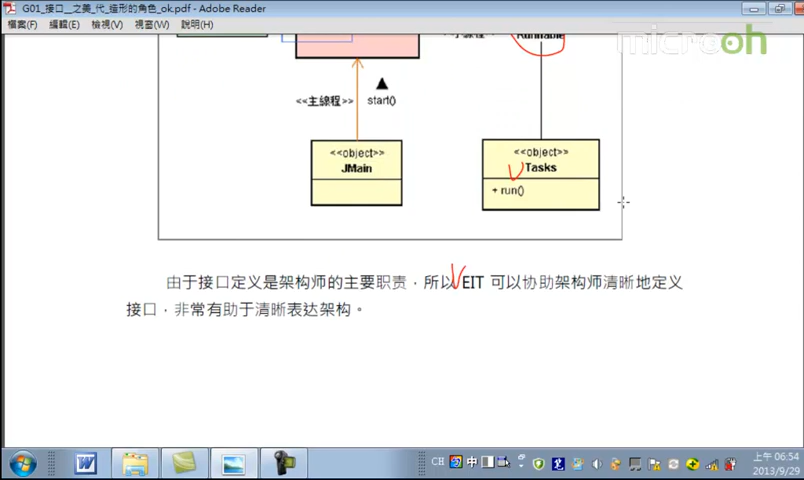 G01_接口__之美_代_造形的角色_ok.pdf - Adobe Reader
檔案(F) 編輯(E) 檢視(V) 視窗(W) 說明(H)
microoh
Runnable
<<主線程>>
start()
<<object>>
JMain
<<object>>
Tasks
+ run()
由于接口定义是架构师的主要职责，所以 EIT 可以协助架构师清晰地定义
接口，非常有助于清晰表达架构。
CH 中
上午 06:54
2013/9/29